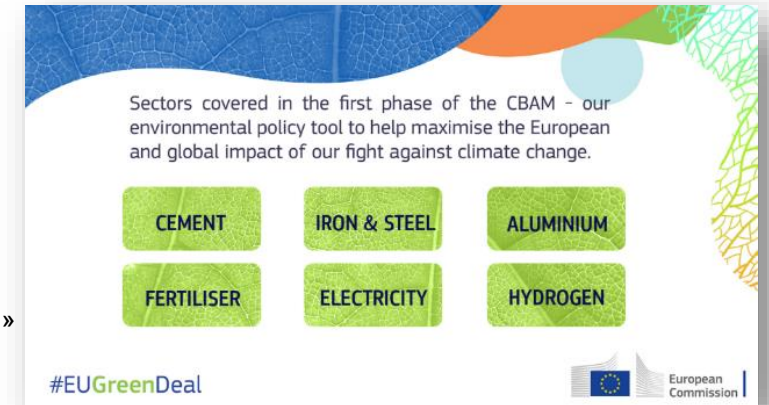 Sectors covered in the first phase of the CBAM – our
environmental policy tool to help maximise the European
and global impact of our fight against climate change.
CEMENT
IRON & STEEL
ALUMINIUM
FERTILISER
ELECTRICITY
HYDROGEN
»
#EUGreenDeal
European
Commission